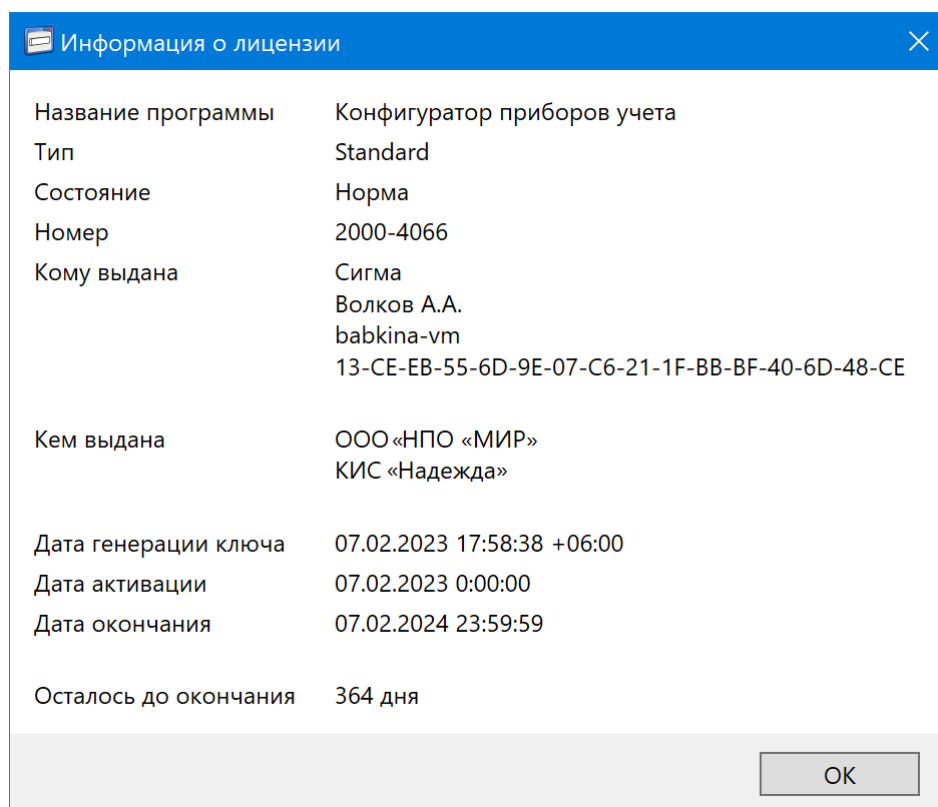 Информация о лицензии
Название программы Конфигуратор приборов учета
Тип Standard
Состояние Норма
Номер 2000-4066
Кому выдана Сигма
Волков А.А.
babkina-vm
13-CE-EB-55-6D-9E-07-C6-21-1F-BB-BF-40-6D-48-CE
Кем выдана ООО «НПО «МИР»
КИС «Надежда»
Дата генерации ключа 07.02.2023 17:58:38 +06:00
Дата активации 07.02.2023 0:00:00
Дата окончания 07.02.2024 23:59:59
Осталось до окончания 364 дня
ОК